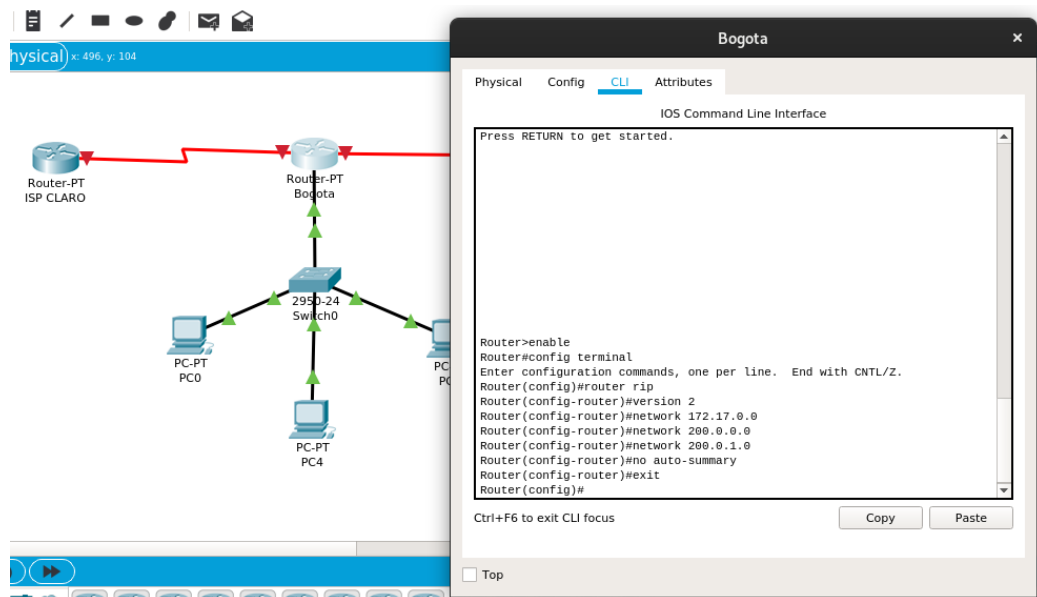 hysical x: 496, y: 104
Router-PT
ISP CLARO
Router-PT
Bogota
2950-24
Switch0
PC-PT
PC0
PC
PC-PT
PC4
Bogota
Physical Config CLI Attributes
IOS Command Line Interface
Press RETURN to get started.
Router>enable
Router#config terminal
Enter configuration commands, one per line.  End with CNTL/Z.
Router(config)#router rip
Router(config-router)#version 2
Router(config-router)#network 172.17.0.0
Router(config-router)#network 200.0.0.0
Router(config-router)#network 200.0.1.0
Router(config-router)#no auto-summary
Router(config-router)#exit
Router(config)#
Ctrl+F6 to exit CLI focus
Copy Paste
Top